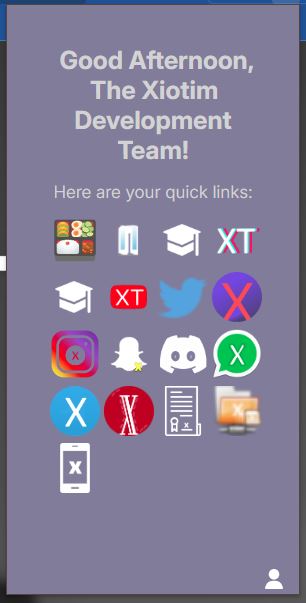 Good Afternoon,
The Xiotim
Development
Team!
Here are your quick links:
XT
XT
X
X
X
X
X
X
X
X